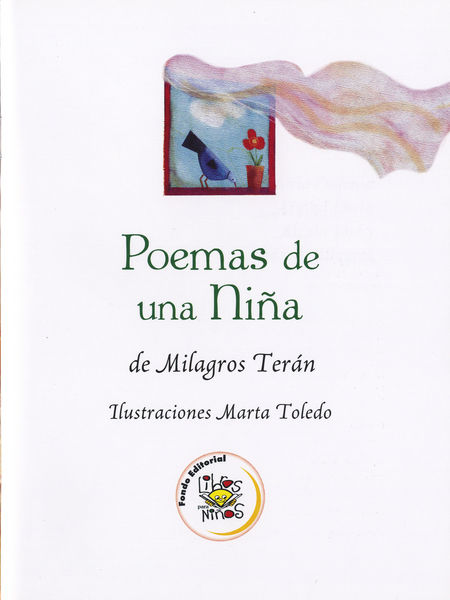 Poemas de
una Niña
de Milagros Terán
Ilustraciones Marta Toledo
Fondo Editorial
Libros
para
Niños